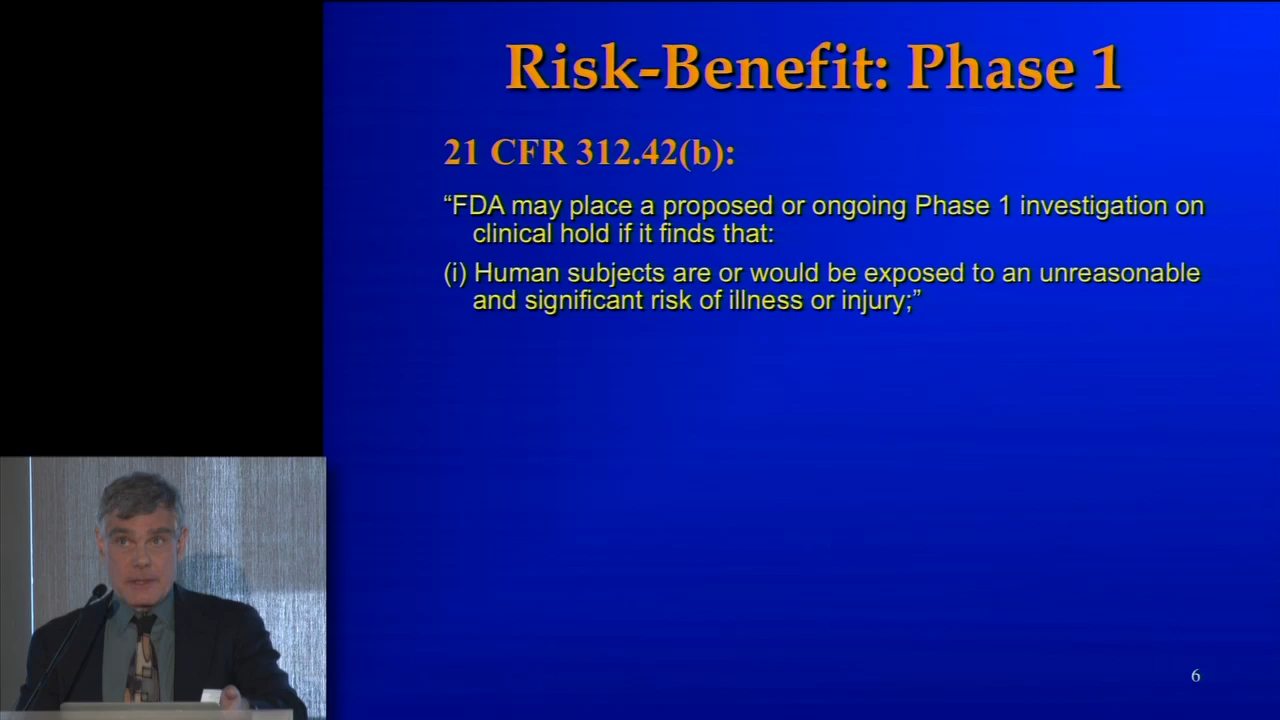 Risk-Benefit: Phase 1
21 CFR 312.42(b):
“FDA may place a proposed or ongoing Phase 1 investigation on
clinical hold if it finds that:
(i) Human subjects are or would be exposed to an unreasonable
and significant risk of illness or injury;”
6